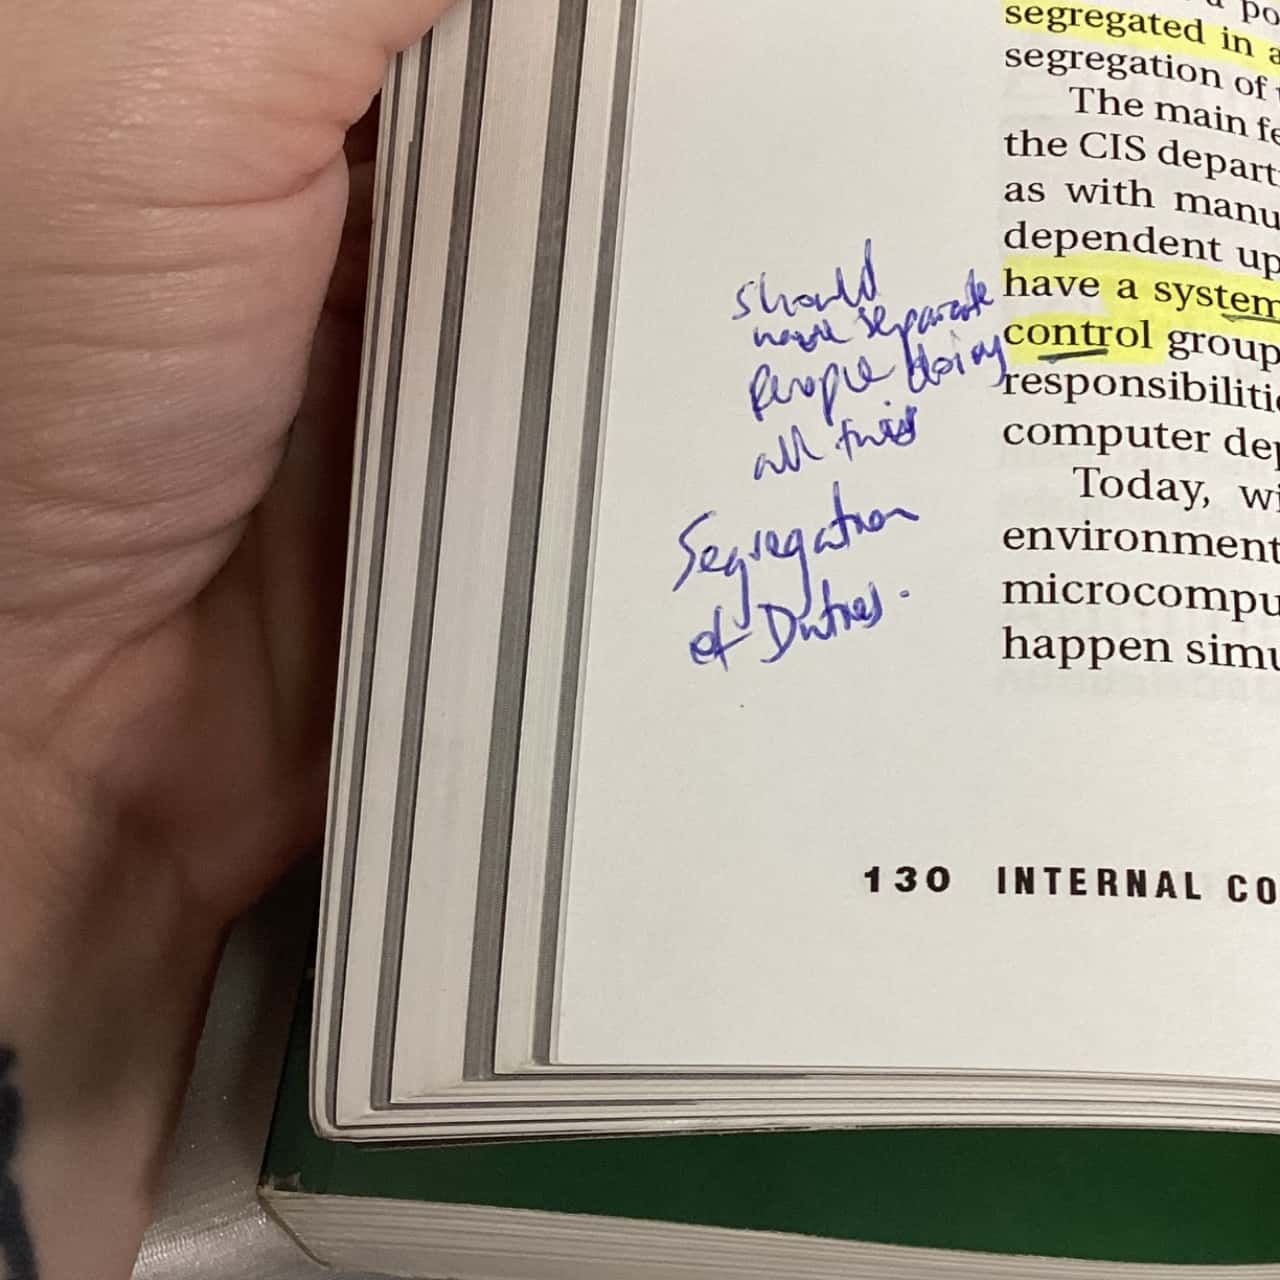 segregated in a
segregation of
The main fe
the CIS depart
as with manu
dependent up
have a system
control group
responsibilitie
computer dep
Today, wi
environment
microcompu
happen simu
should
have separate
people doing
all this
Segregation
of Duties.
130 INTERNAL CO